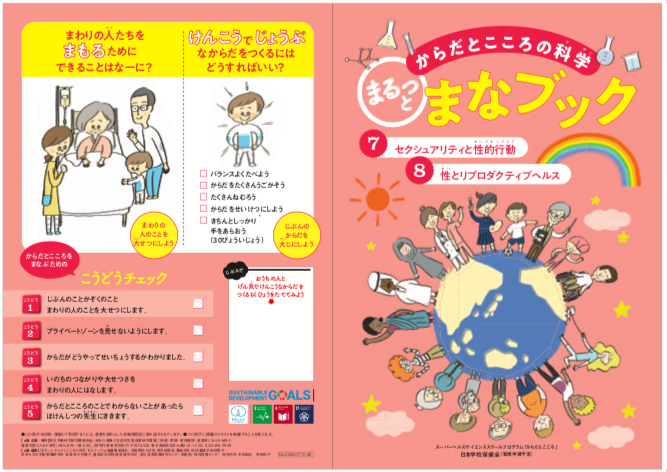 まわりの人たちを
まもるために
できることはなーに？
けんこうでじょうぶ
なからだをつくるには
どうすればいい？
バランスよくたべよう
からだをたくさんうごかそう
たくさんねむろう
からだをせいけつにしよう
きちんとしっかり
手をあらおう
(30びょういじょう)
まわりの
人のことを
大せつにしよう
じぶんの
からだを
大じにしよう
からだとこころを
まなぶための
こうどうチェック
こうどう
1
じぶんのことかぞくのこと
まわりの人のことを大せつにします。
こうどう
2
プライベートゾーンを見せないようにします。
こうどう
3
からだがどうやってせいちょうするかわかりました。
こうどう
4
いのちのつながりや大せつさを
まわりの人にはなします。
こうどう
5
からだとこころのことでわからないことがあったら
ほけんしつの先生にききます。
じぶんで
おうちの人と
げん気でけんこうなからだを
つくるもくひょうをたててみよう
SUSTAINABLE
DEVELOPMENT
GOALS
からだとこころの科学
まるっと
まなブック
7
セクシュアリティと性的行動
8
性とリプロダクティブヘルス
スーパーヘルスサイエンススクールプログラム【からだとこころ】
日本学校保健会